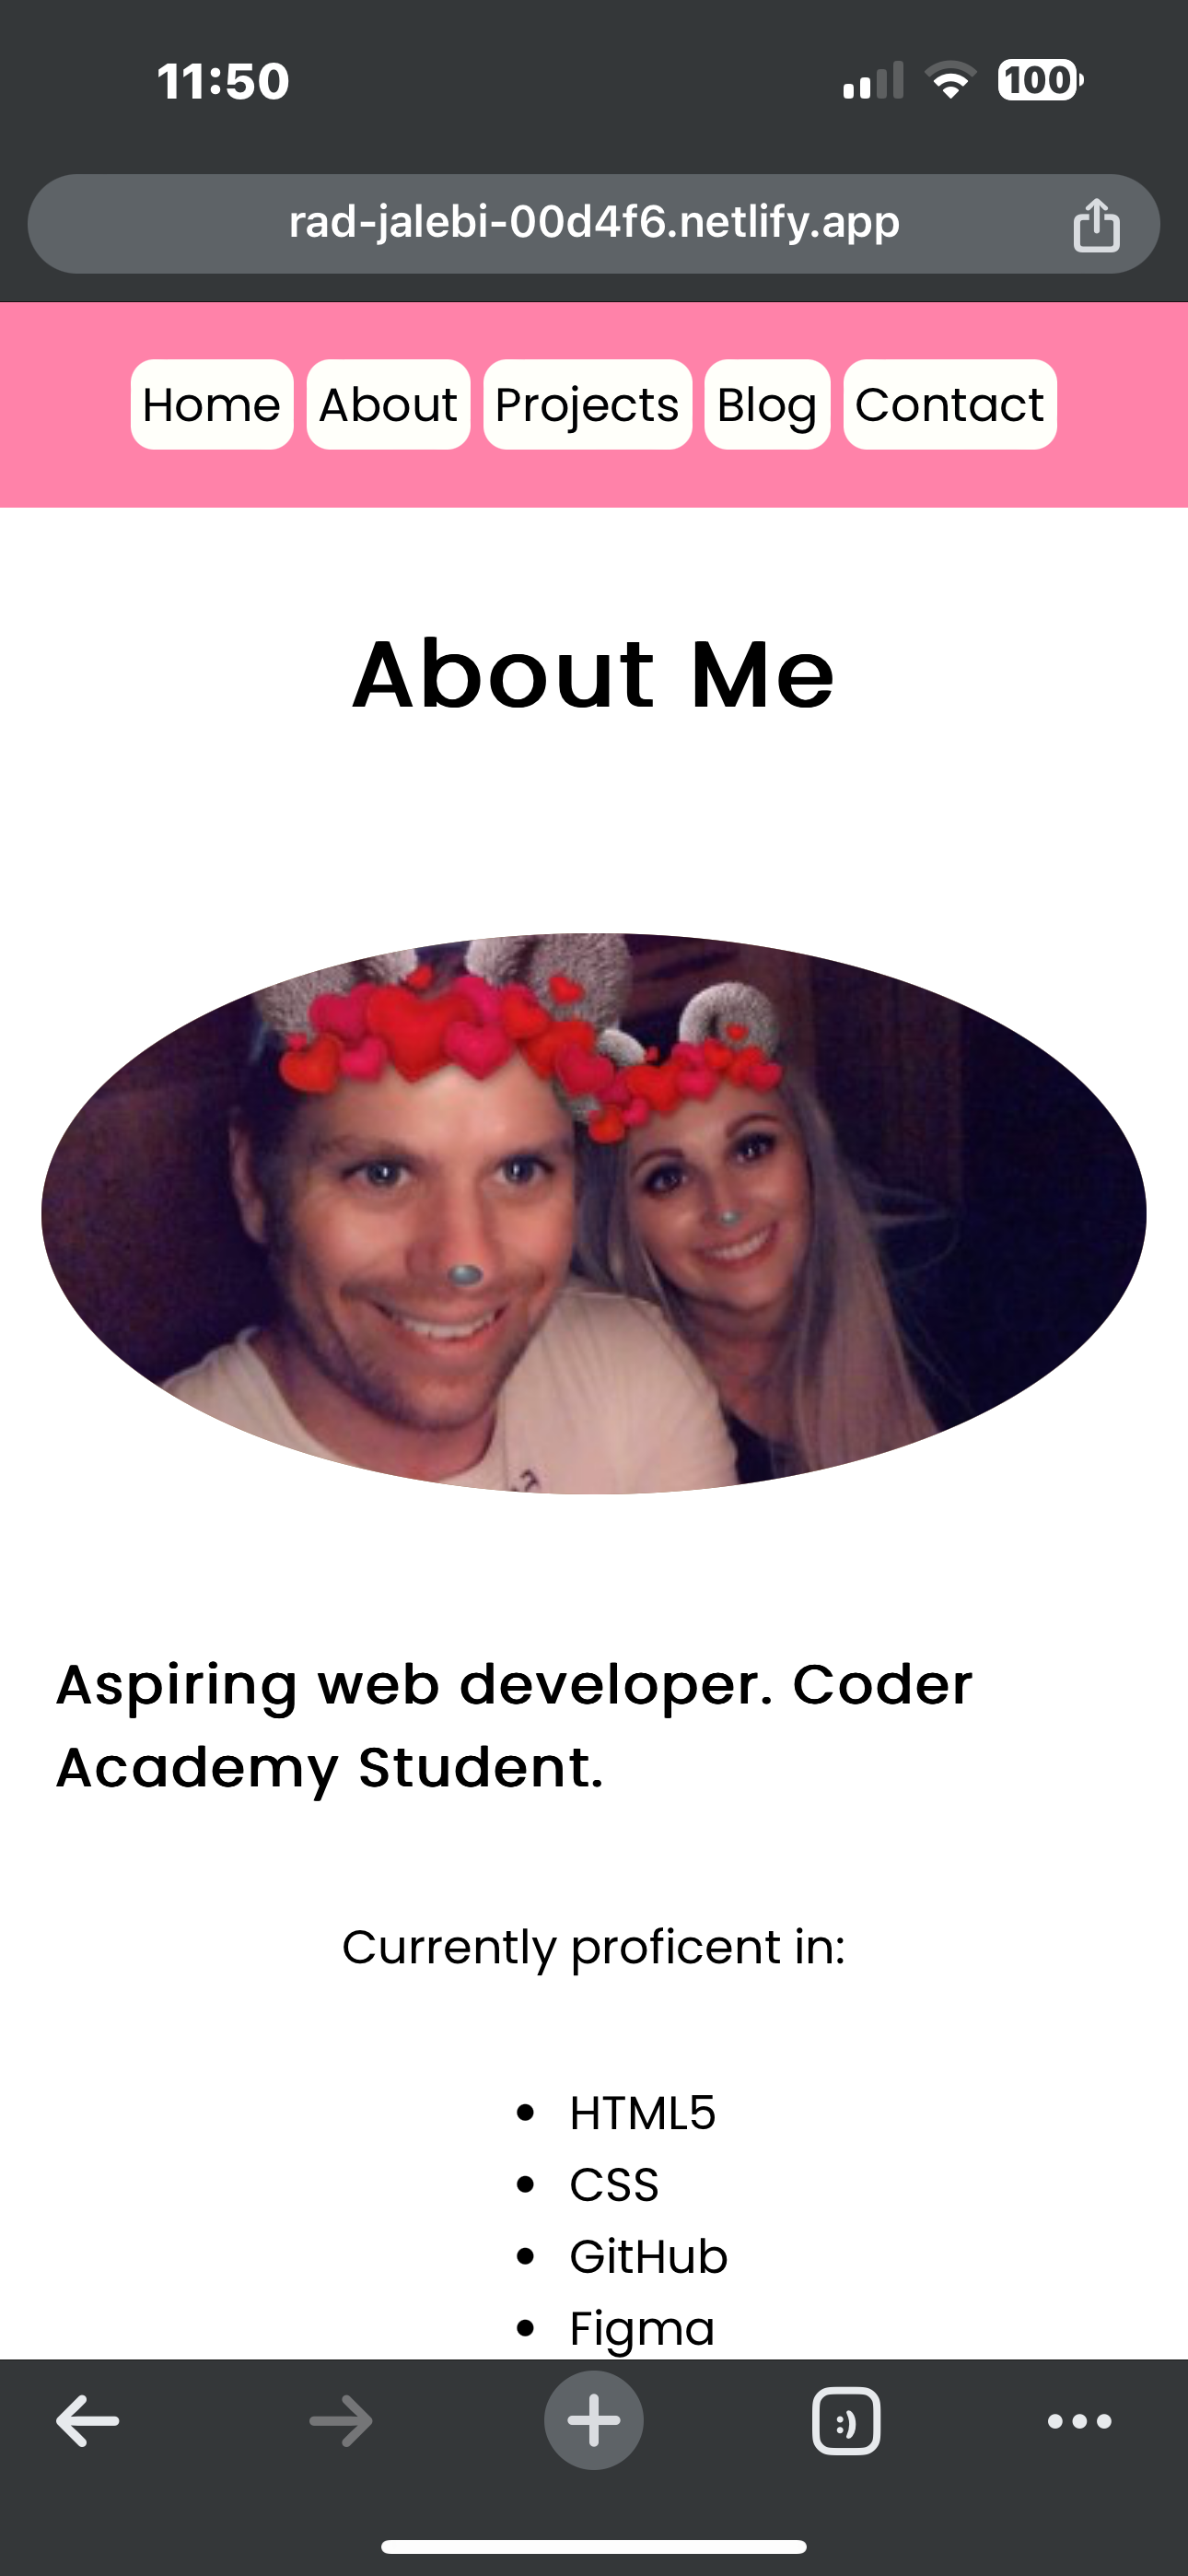 11:50
100
rad-jalebi-00d4f6.netlify.app
Home About Projects Blog Contact
About Me
Aspiring web developer. Coder
Academy Student.
Currently proficent in:
• HTML5
• CSS
• GitHub
• Figma
:)